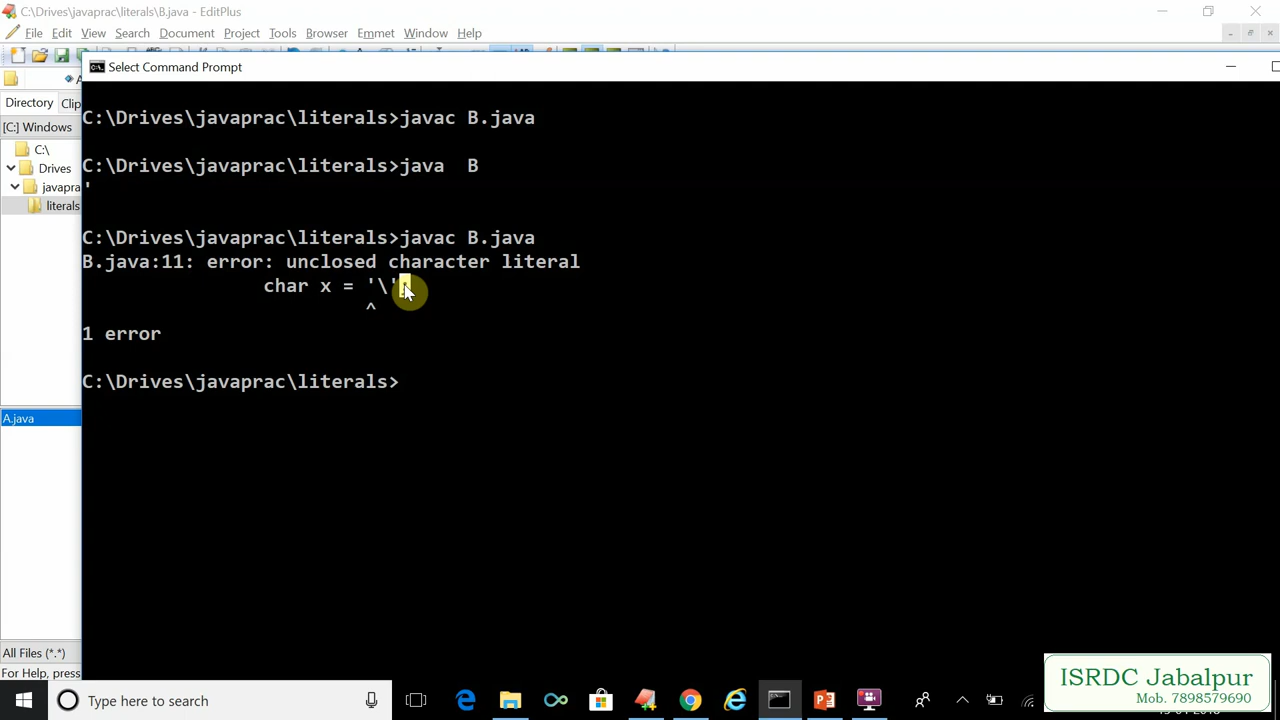 C:\Drives\javaprac\literals\B.java - EditPlus
File Edit View Search Document Project Tools Browser Emmet Window Help
Select Command Prompt
Directory Clip
[C:] Windows
C:\
Drives
javapra
literals
C:\Drives\javaprac\literals>javac B.java
C:\Drives\javaprac\literals>java  B
'
C:\Drives\javaprac\literals>javac B.java
B.java:11: error: unclosed character literal
char x = '\';
^
1 error
C:\Drives\javaprac\literals>
A.java
All Files (*.*)
For Help, press
Type here to search
ISRDC Jabalpur
Mob. 7898579690